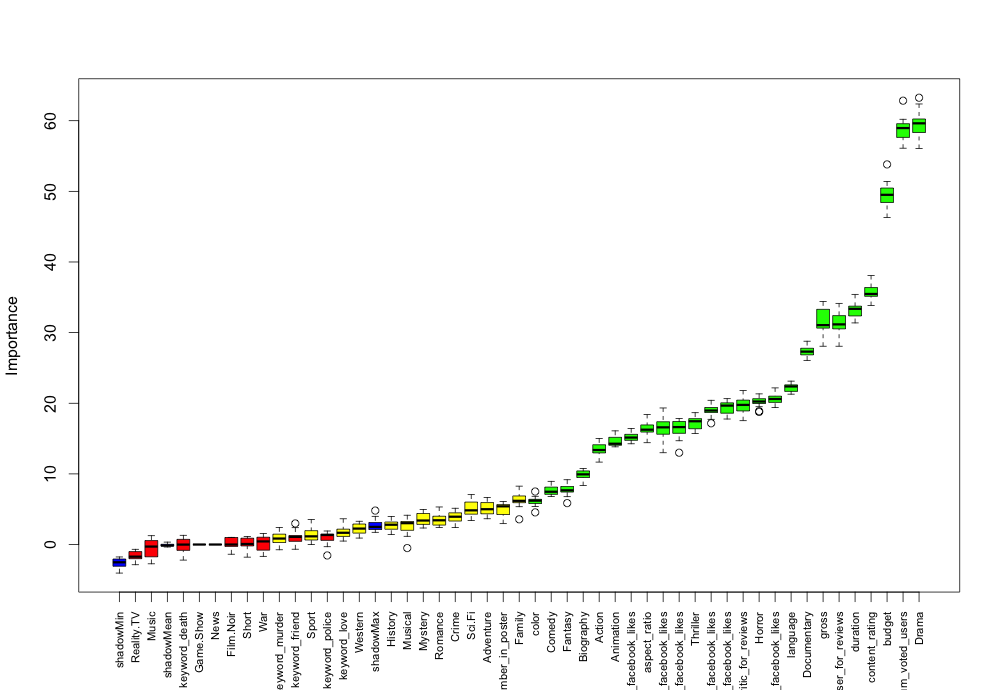 Importance
60
50
40
30
20
10
0
shadowMin
Reality.TV
Music
shadowMean
keyword_death
Game.Show
News
Film.Noir
Short
War
eyword_murder
keyword_friend
Sport
keyword_police
keyword_love
Western
shadowMax
History
Musical
Mystery
Romance
Crime
Sci.Fi
Adventure
mber_in_poster
Family
color
Comedy
Fantasy
Biography
Action
Animation
_facebook_likes
aspect_ratio
_facebook_likes
_facebook_likes
Thriller
_facebook_likes
_facebook_likes
itic_for_reviews
Horror
_facebook_likes
language
Documentary
gross
ser_for_reviews
duration
content_rating
budget
m_voted_users
Drama